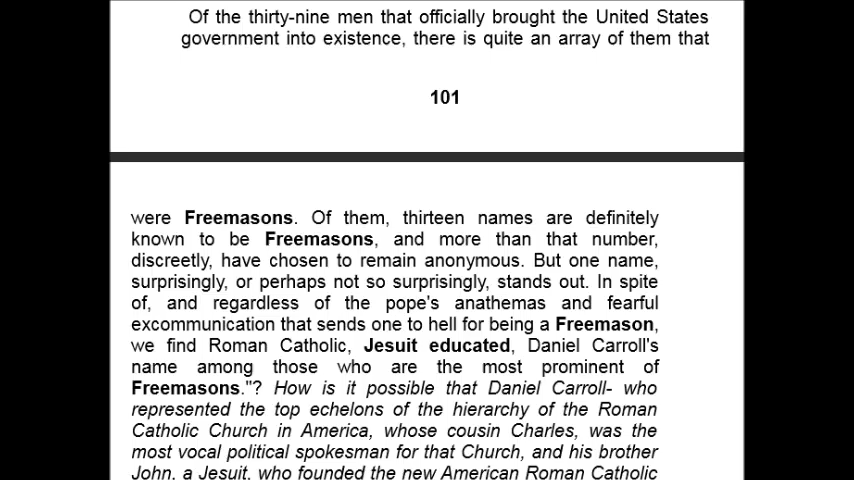 Of the thirty-nine men that officially brought the United States
government into existence, there is quite an array of them that
101
were Freemasons. Of them, thirteen names are definitely
known to be Freemasons, and more than that number,
discreetly, have chosen to remain anonymous. But one name,
surprisingly, or perhaps not so surprisingly, stands out. In spite
of, and regardless of the pope's anathemas and fearful
excommunication that sends one to hell for being a Freemason,
we find Roman Catholic, Jesuit educated, Daniel Carroll's
name among those who are the most prominent of
Freemasons."? How is it possible that Daniel Carroll- who
represented the top echelons of the hierarchy of the Roman
Catholic Church in America, whose cousin Charles, was the
most vocal political spokesman for that Church, and his brother
John, a Jesuit, who founded the new American Roman Catholic